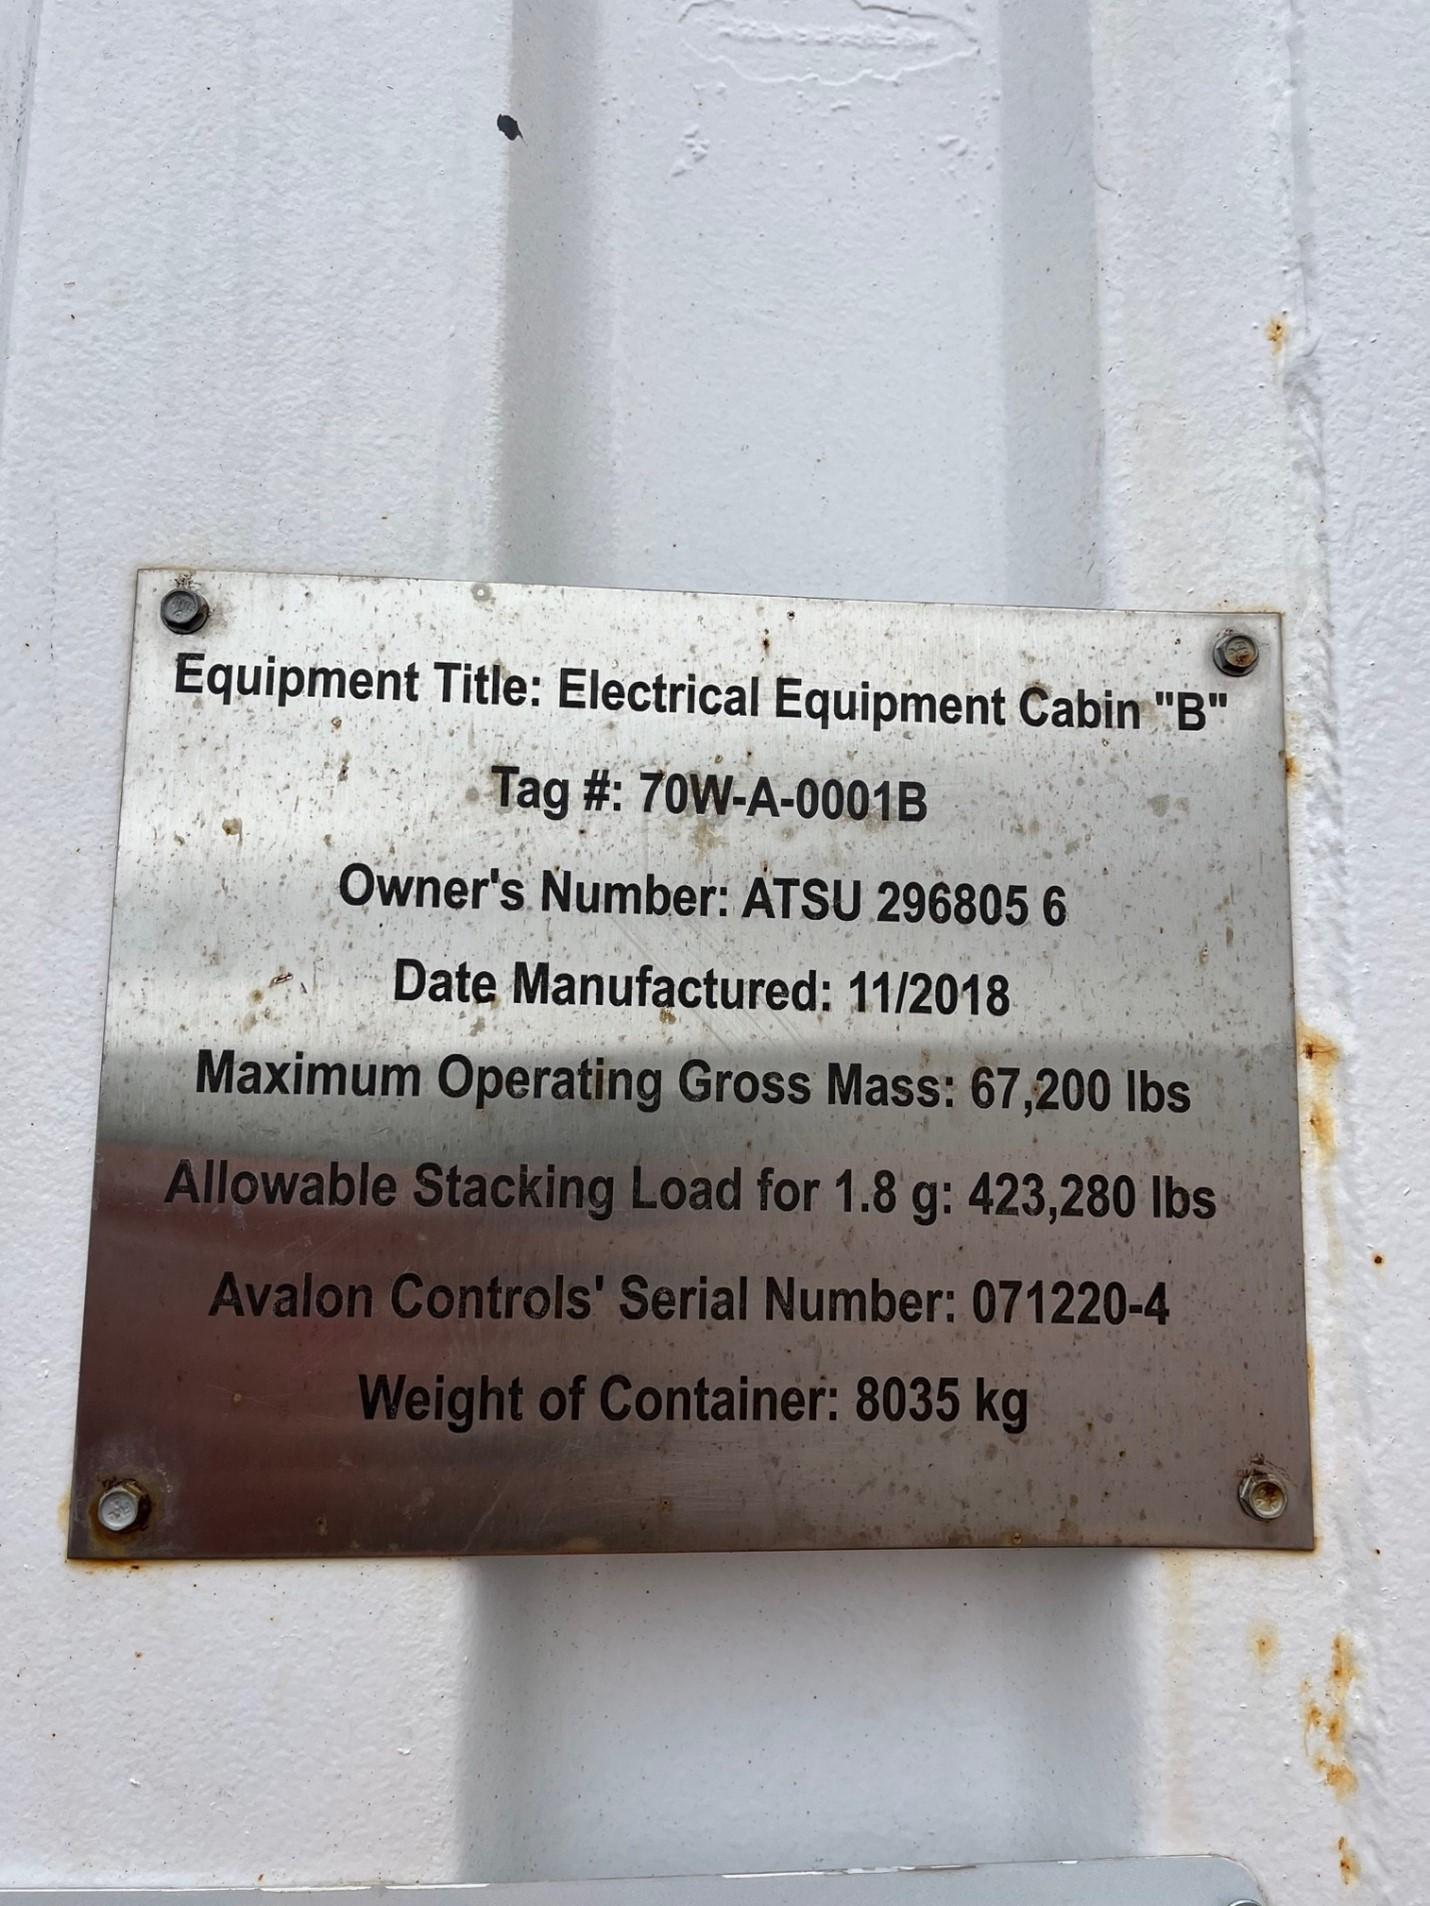 Equipment Title: Electrical Equipment Cabin "B"
Tag #: 70W-A-0001B
Owner's Number: ATSU 296805 6
Date Manufactured: 11/2018
Maximum Operating Gross Mass: 67,200 lbs
Allowable Stacking Load for 1.8 g: 423,280 lbs
Avalon Controls' Serial Number: 071220-4
Weight of Container: 8035 kg